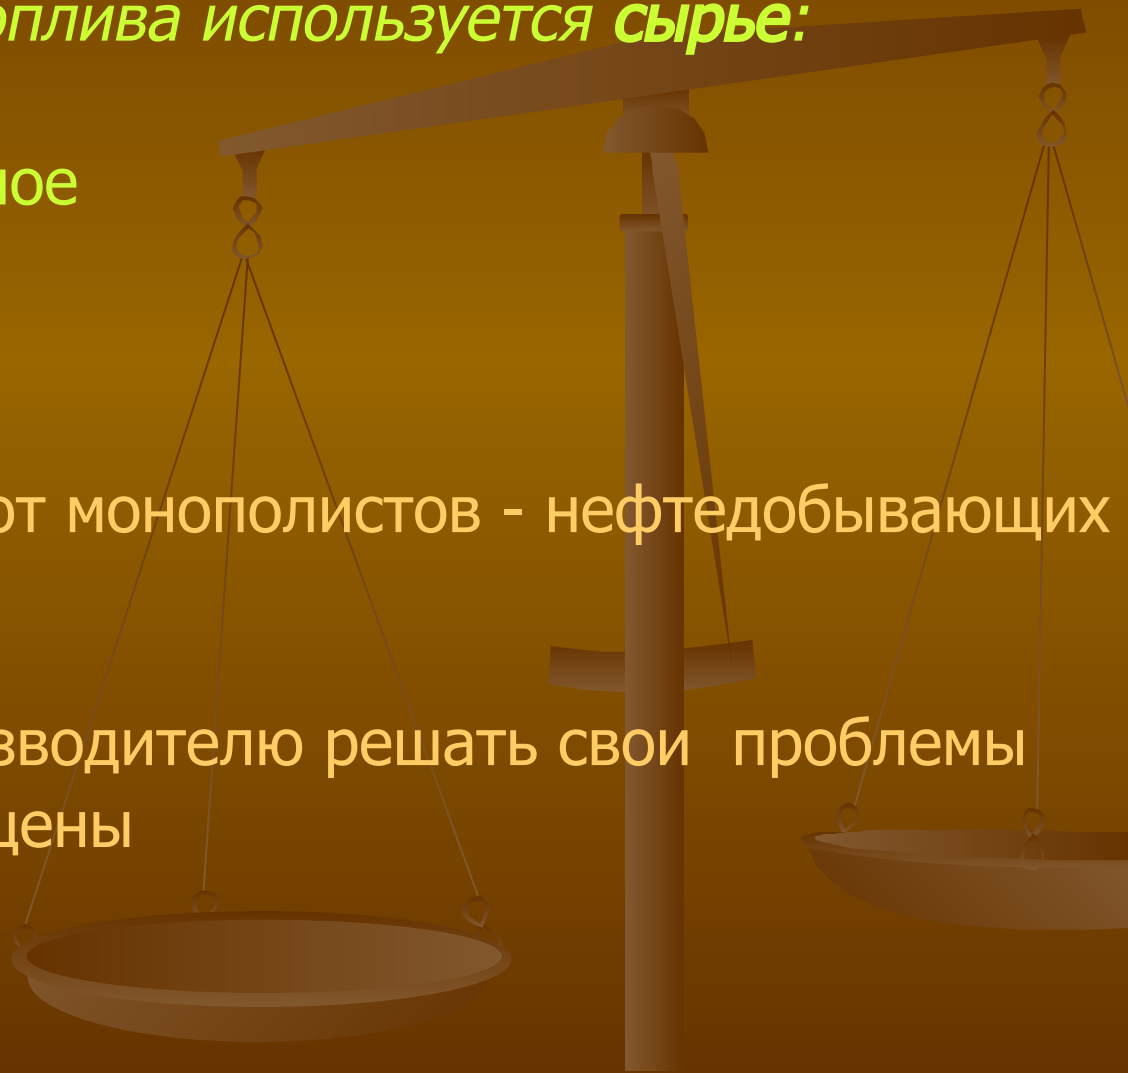 оплива используется сырье:
ное
от монополистов - нефтедобывающих
зводителю решать свои проблемы
цены